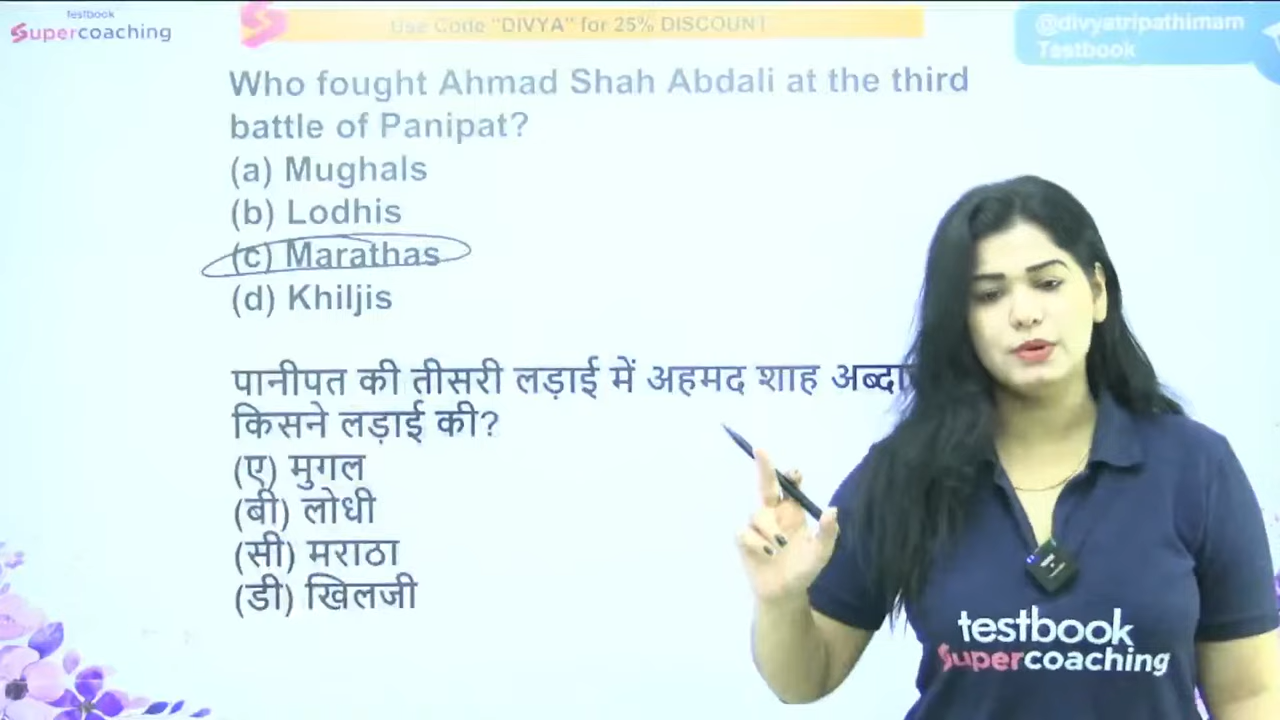 testbook
Supercoaching
Use Code "DIVYA" for 25% DISCOUNT
@divyatripathimam
Testbook
Who fought Ahmad Shah Abdali at the third
battle of Panipat?
(a) Mughals
(b) Lodhis
(c) Marathas
(d) Khiljis
पानीपत की तीसरी लड़ाई में अहमद शाह
किसने लड़ाई की?
(ए) मुगल
(बी) लोधी
(सी) मराठा
(डी) खिलजी
testbook
Supercoaching